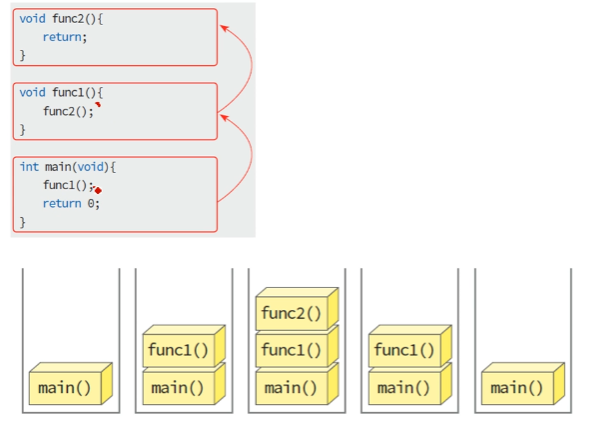 void func2(){
return;
}
void func1(){
func2();
}
int main(void){
func1();
return 0;
}
func2()
func1() func1() func1()
main() main() main() main() main()